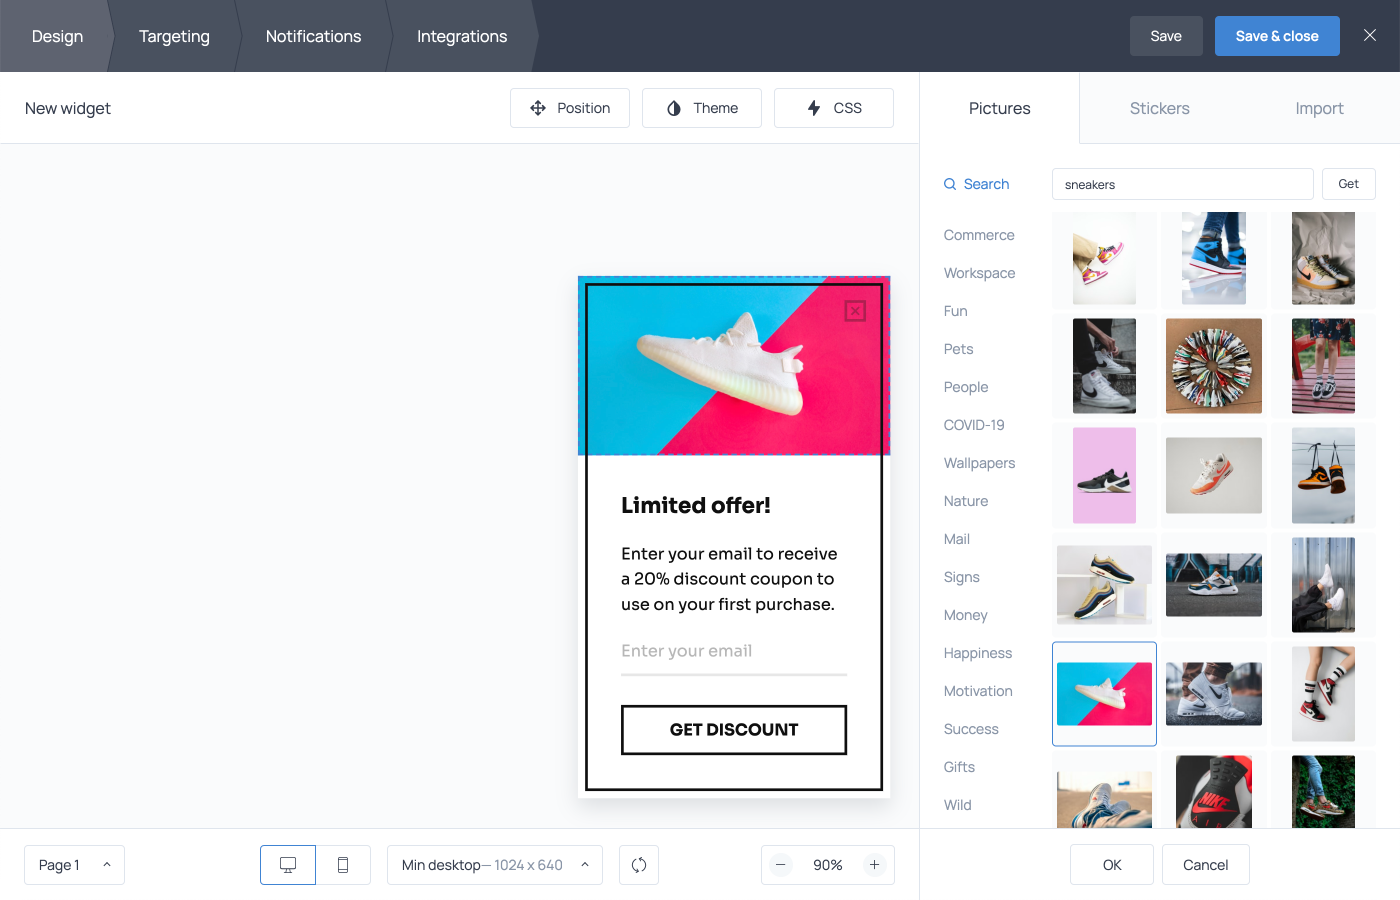 Design
Targeting
Notifications
Integrations
Save
Save & close
New widget
Position
Theme
CSS
Pictures
Stickers
Import
Search
sneakers
Get
Commerce
Workspace
Fun
Pets
People
COVID-19
Wallpapers
Nature
Mail
Signs
Money
Happiness
Motivation
Success
Gifts
Wild
Limited offer!
Enter your email to receive
a 20% discount coupon to
use on your first purchase.
Enter your email
GET DISCOUNT
NIKE
AIR
Page 1
Min desktop— 1024 x 640
90%
OK
Cancel